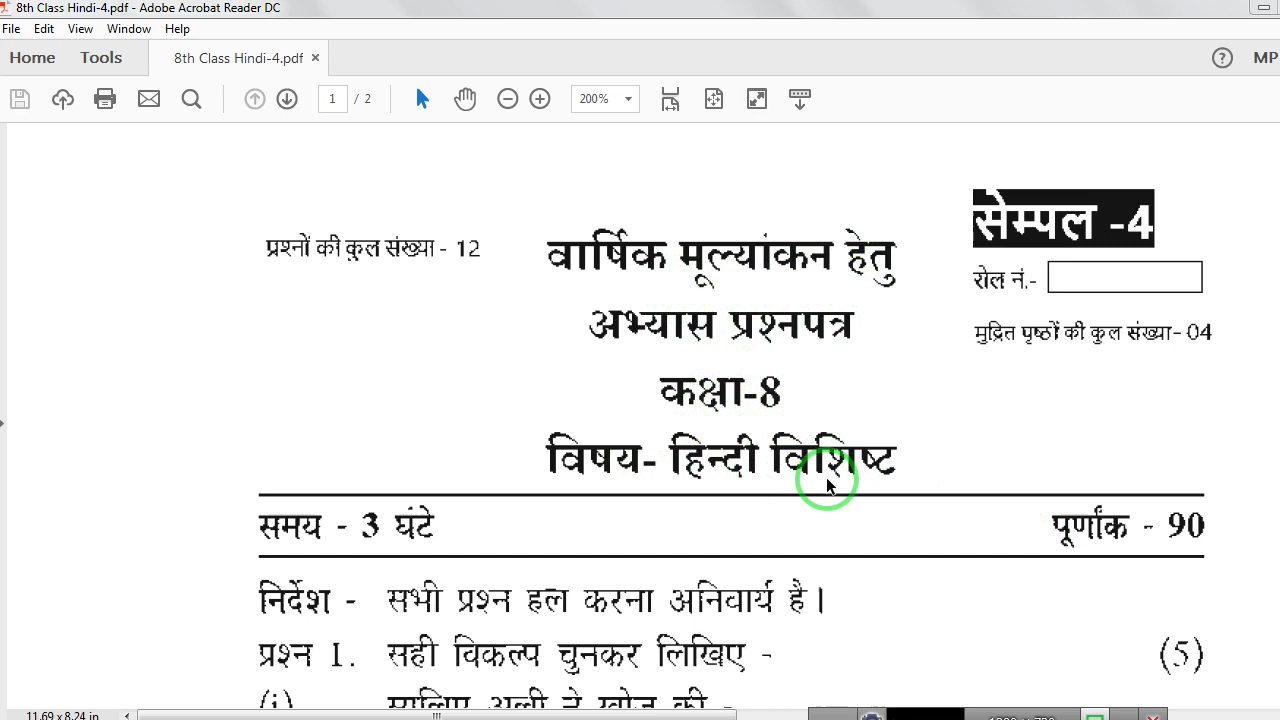 8th Class Hindi-4.pdf - Adobe Acrobat Reader DC
File Edit View Window Help
Home Tools 8th Class Hindi-4.pdf × ? MP
1 / 2 200%
सेम्पल -4
प्रश्नों की कुल संख्या - 12
वार्षिक मूल्यांकन हेतु
रोल नं.-
अभ्यास प्रश्नपत्र
मुद्रित पृष्ठों की कुल संख्या- 04
कक्षा-8
विषय- हिन्दी विशिष्ट
समय - 3 घंटे पूर्णांक - 90
निर्देश - सभी प्रश्न हल करना अनिवार्य है।
प्रश्न 1. सही विकल्प चुनकर लिखिए - (5)
(i) अली ने खोज की -
11.69 x 8.24 in